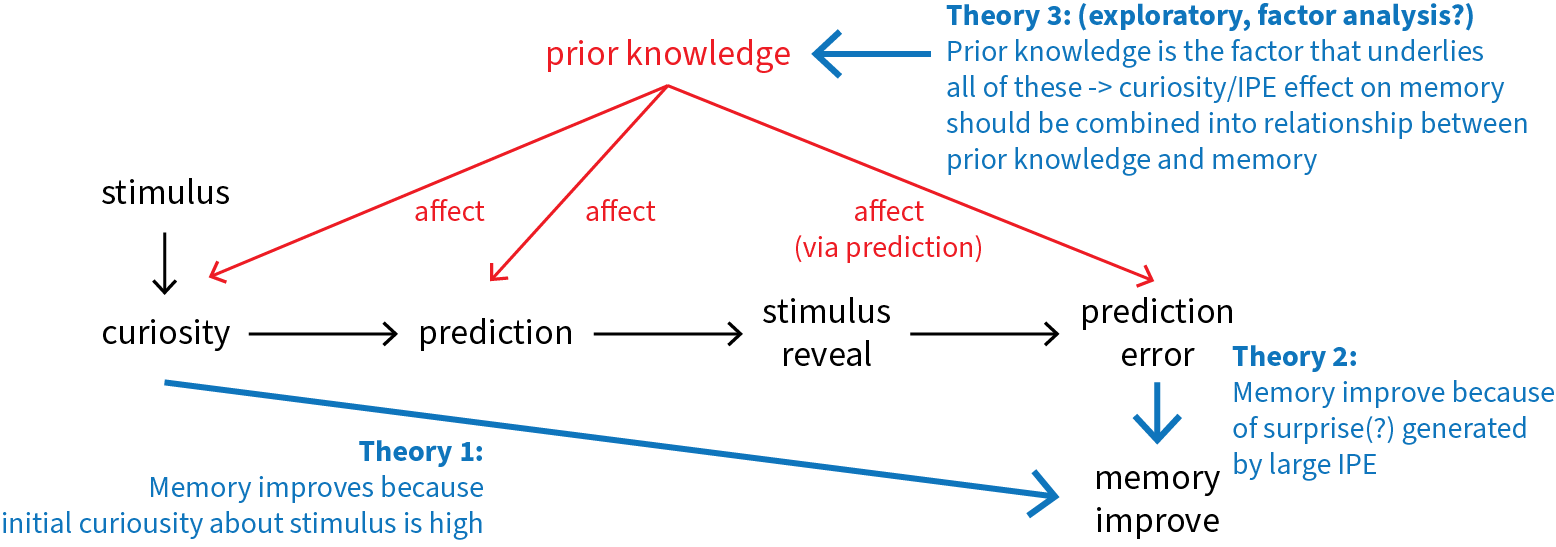 Theory 3: (exploratory, factor analysis?)
Prior knowledge is the factor that underlies
all of these -> curiosity/IPE effect on memory
should be combined into relationship between
prior knowledge and memory
prior knowledge
stimulus
affect
affect
affect
(via prediction)
curiosity
prediction
stimulus
reveal
prediction
error
Theory 2:
Memory improve because
of surprise(?) generated
by large IPE
Theory 1:
Memory improves because
initial curiousity about stimulus is high
memory
improve